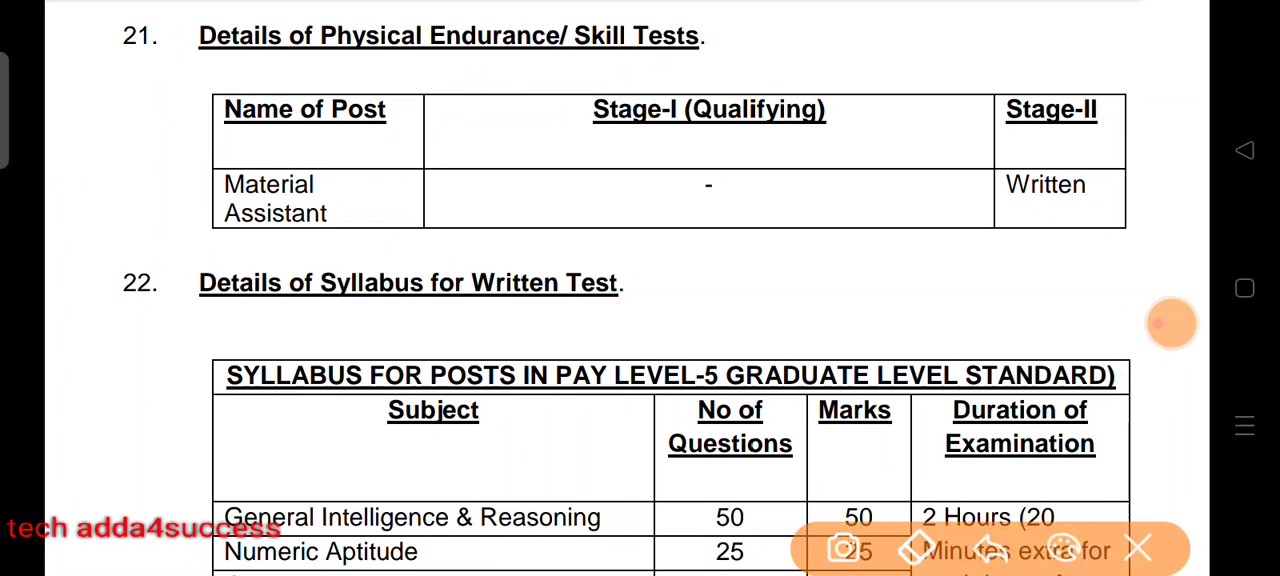 21. Details of Physical Endurance/ Skill Tests.
Name of Post Stage-I (Qualifying) Stage-II
Material Assistant - Written
22. Details of Syllabus for Written Test.
SYLLABUS FOR POSTS IN PAY LEVEL-5 GRADUATE LEVEL STANDARD)
Subject No of Questions Marks Duration of Examination
General Intelligence & Reasoning 50 50 2 Hours (20
Numeric Aptitude 25 25 Minutes extra for
tech adda4success